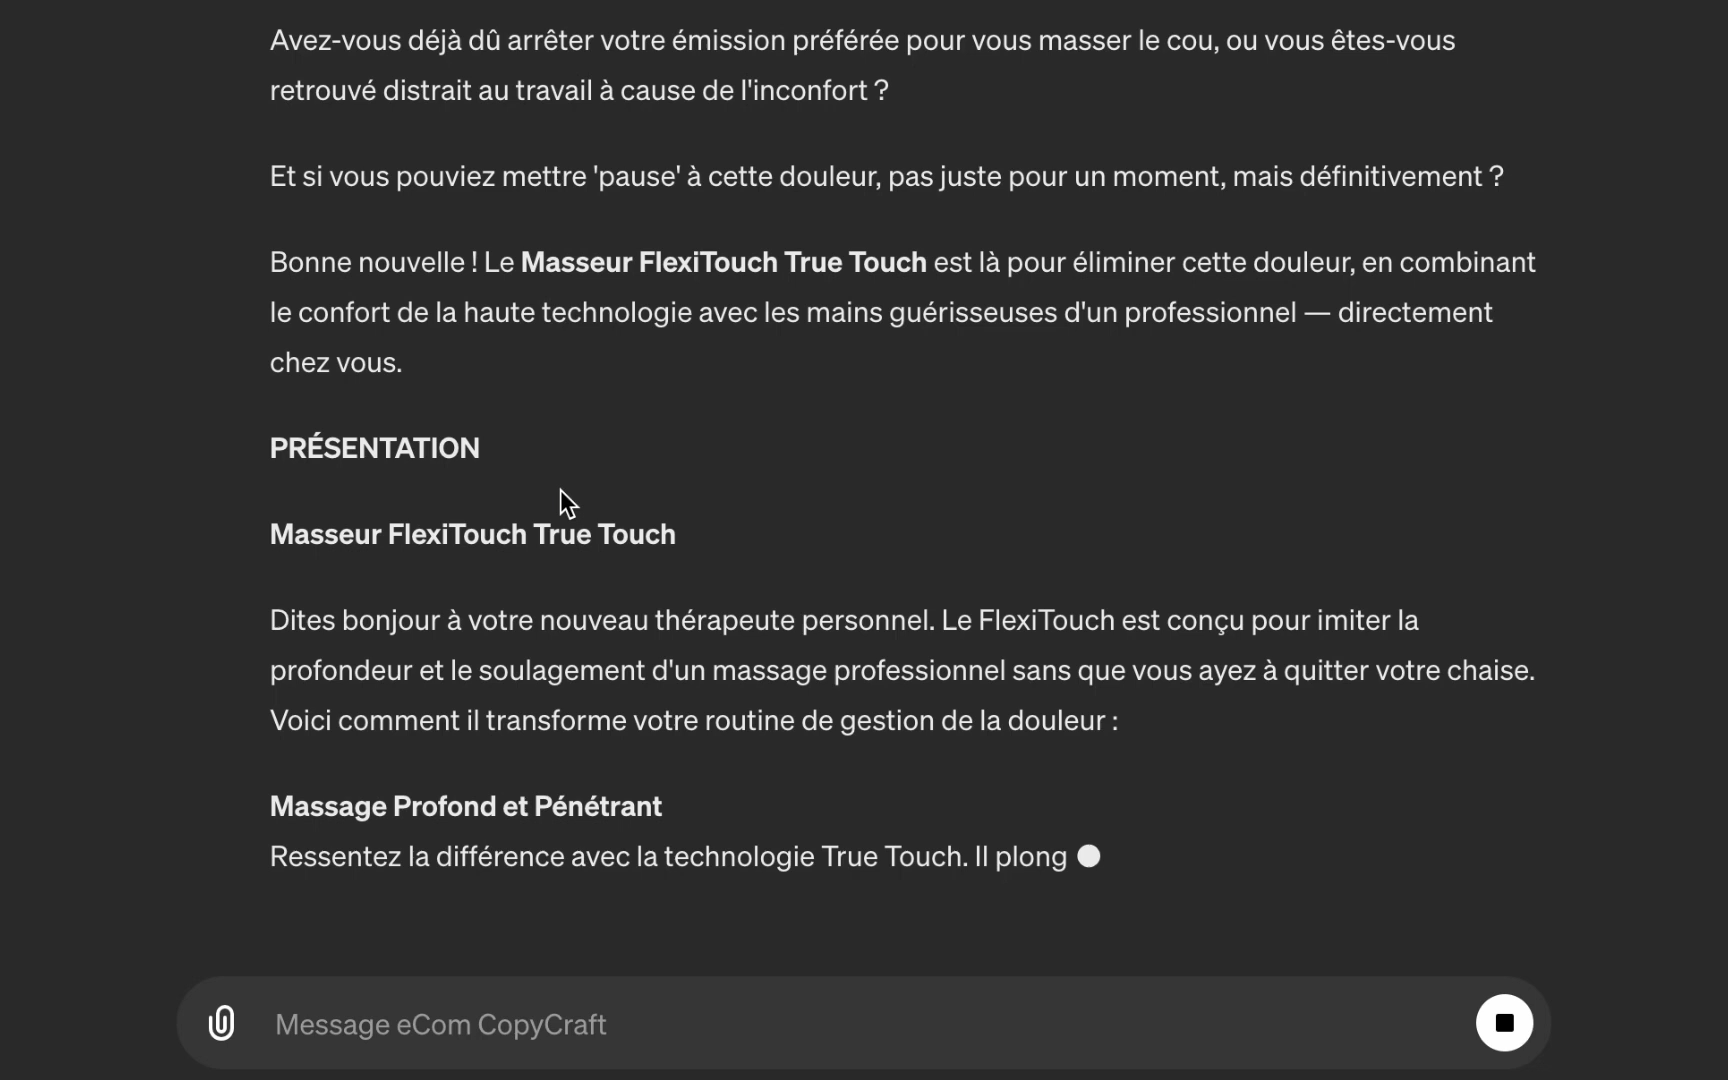 Avez-vous déjà dû arrêter votre émission préférée pour vous masser le cou, ou vous êtes-vous
retrouvé distrait au travail à cause de l'inconfort ?
Et si vous pouviez mettre 'pause' à cette douleur, pas juste pour un moment, mais définitivement ?
Bonne nouvelle ! Le Masseur FlexiTouch True Touch est là pour éliminer cette douleur, en combinant
le confort de la haute technologie avec les mains guérisseuses d'un professionnel — directement
chez vous.
PRÉSENTATION
Masseur FlexiTouch True Touch
Dites bonjour à votre nouveau thérapeute personnel. Le FlexiTouch est conçu pour imiter la
profondeur et le soulagement d'un massage professionnel sans que vous ayez à quitter votre chaise.
Voici comment il transforme votre routine de gestion de la douleur :
Massage Profond et Pénétrant
Ressentez la différence avec la technologie True Touch. Il plong
Message eCom CopyCraft